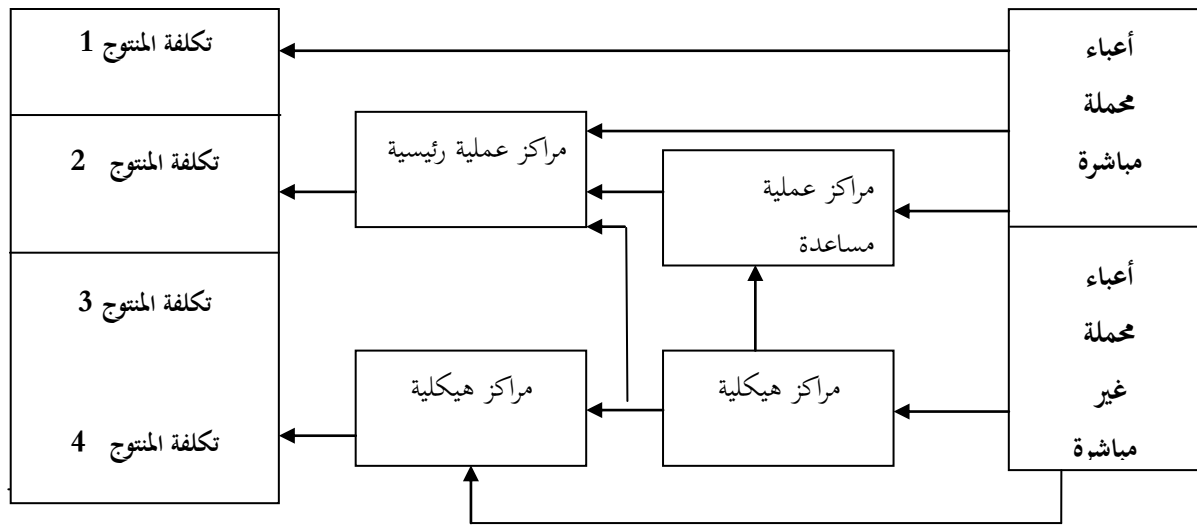 أعباء
محملة
مباشرة
أعباء
محملة
غير
مباشرة
مراكز عملية
مساعدة
مراكز هيكلية
مراكز عملية رئيسية
مراكز هيكلية
تكلفة المنتوج 1
تكلفة المنتوج 2
تكلفة المنتوج 3
تكلفة المنتوج 4